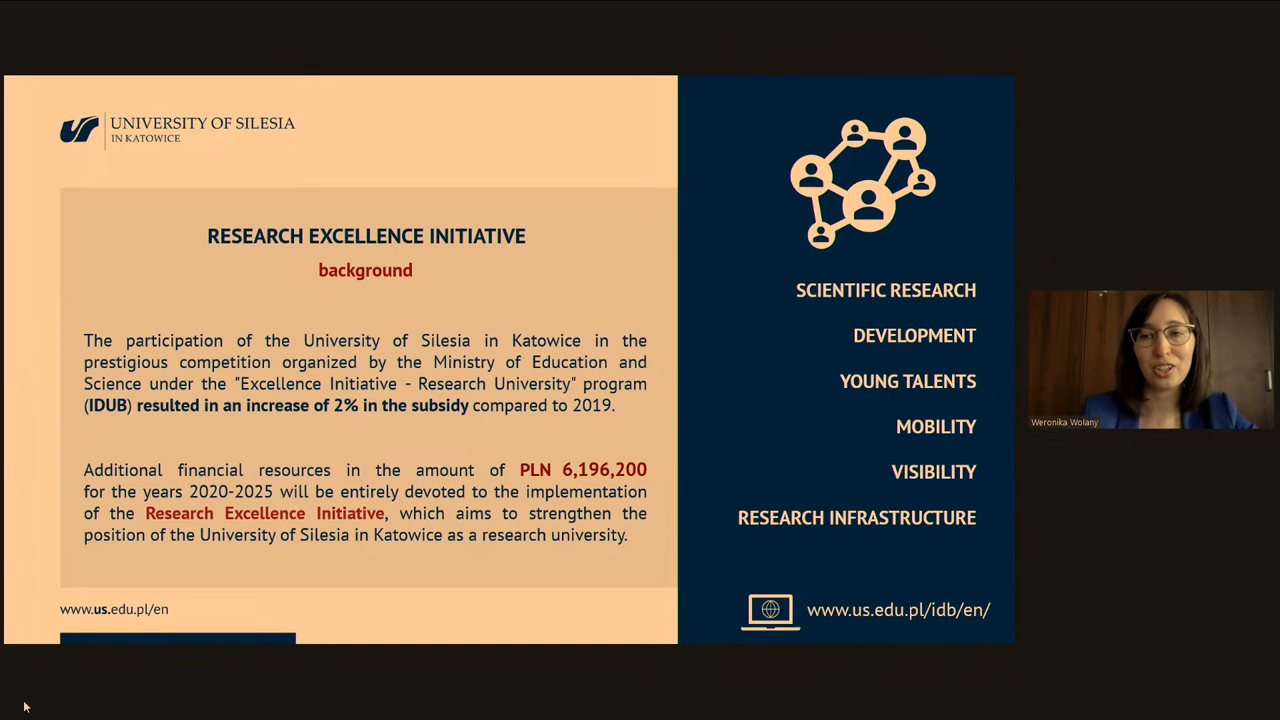 UNIVERSITY OF SILESIA
IN KATOWICE
RESEARCH EXCELLENCE INITIATIVE
background
The participation of the University of Silesia in Katowice in the
prestigious competition organized by the Ministry of Education and
Science under the "Excellence Initiative - Research University" program
(IDUB) resulted in an increase of 2% in the subsidy compared to 2019.
Additional financial resources in the amount of PLN 6,196,200
for the years 2020-2025 will be entirely devoted to the implementation
of the Research Excellence Initiative, which aims to strengthen the
position of the University of Silesia in Katowice as a research university.
www.us.edu.pl/en
SCIENTIFIC RESEARCH
DEVELOPMENT
YOUNG TALENTS
MOBILITY
VISIBILITY
RESEARCH INFRASTRUCTURE
www.us.edu.pl/idb/en/
Weronika Wolany